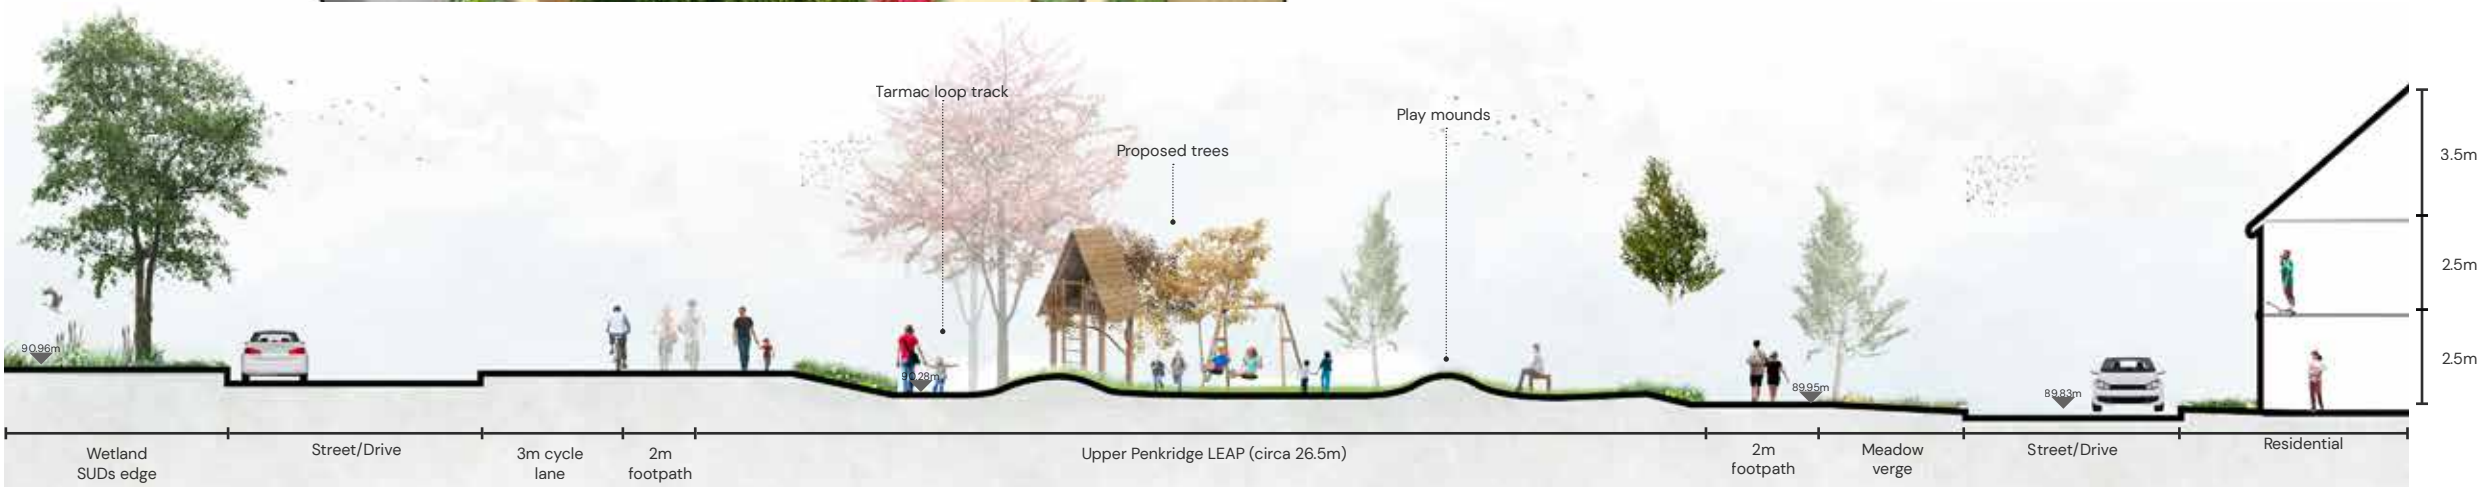 Tarmac loop track
Play mounds
Proposed trees
3.5m
2.5m
2.5m
90.96m
90.28m
89.95m
89.83m
Wetland
SUDs edge
Street/Drive
3m cycle
lane
2m
footpath
Upper Penkridge LEAP (circa 26.5m)
2m
footpath
Meadow
verge
Street/Drive
Residential